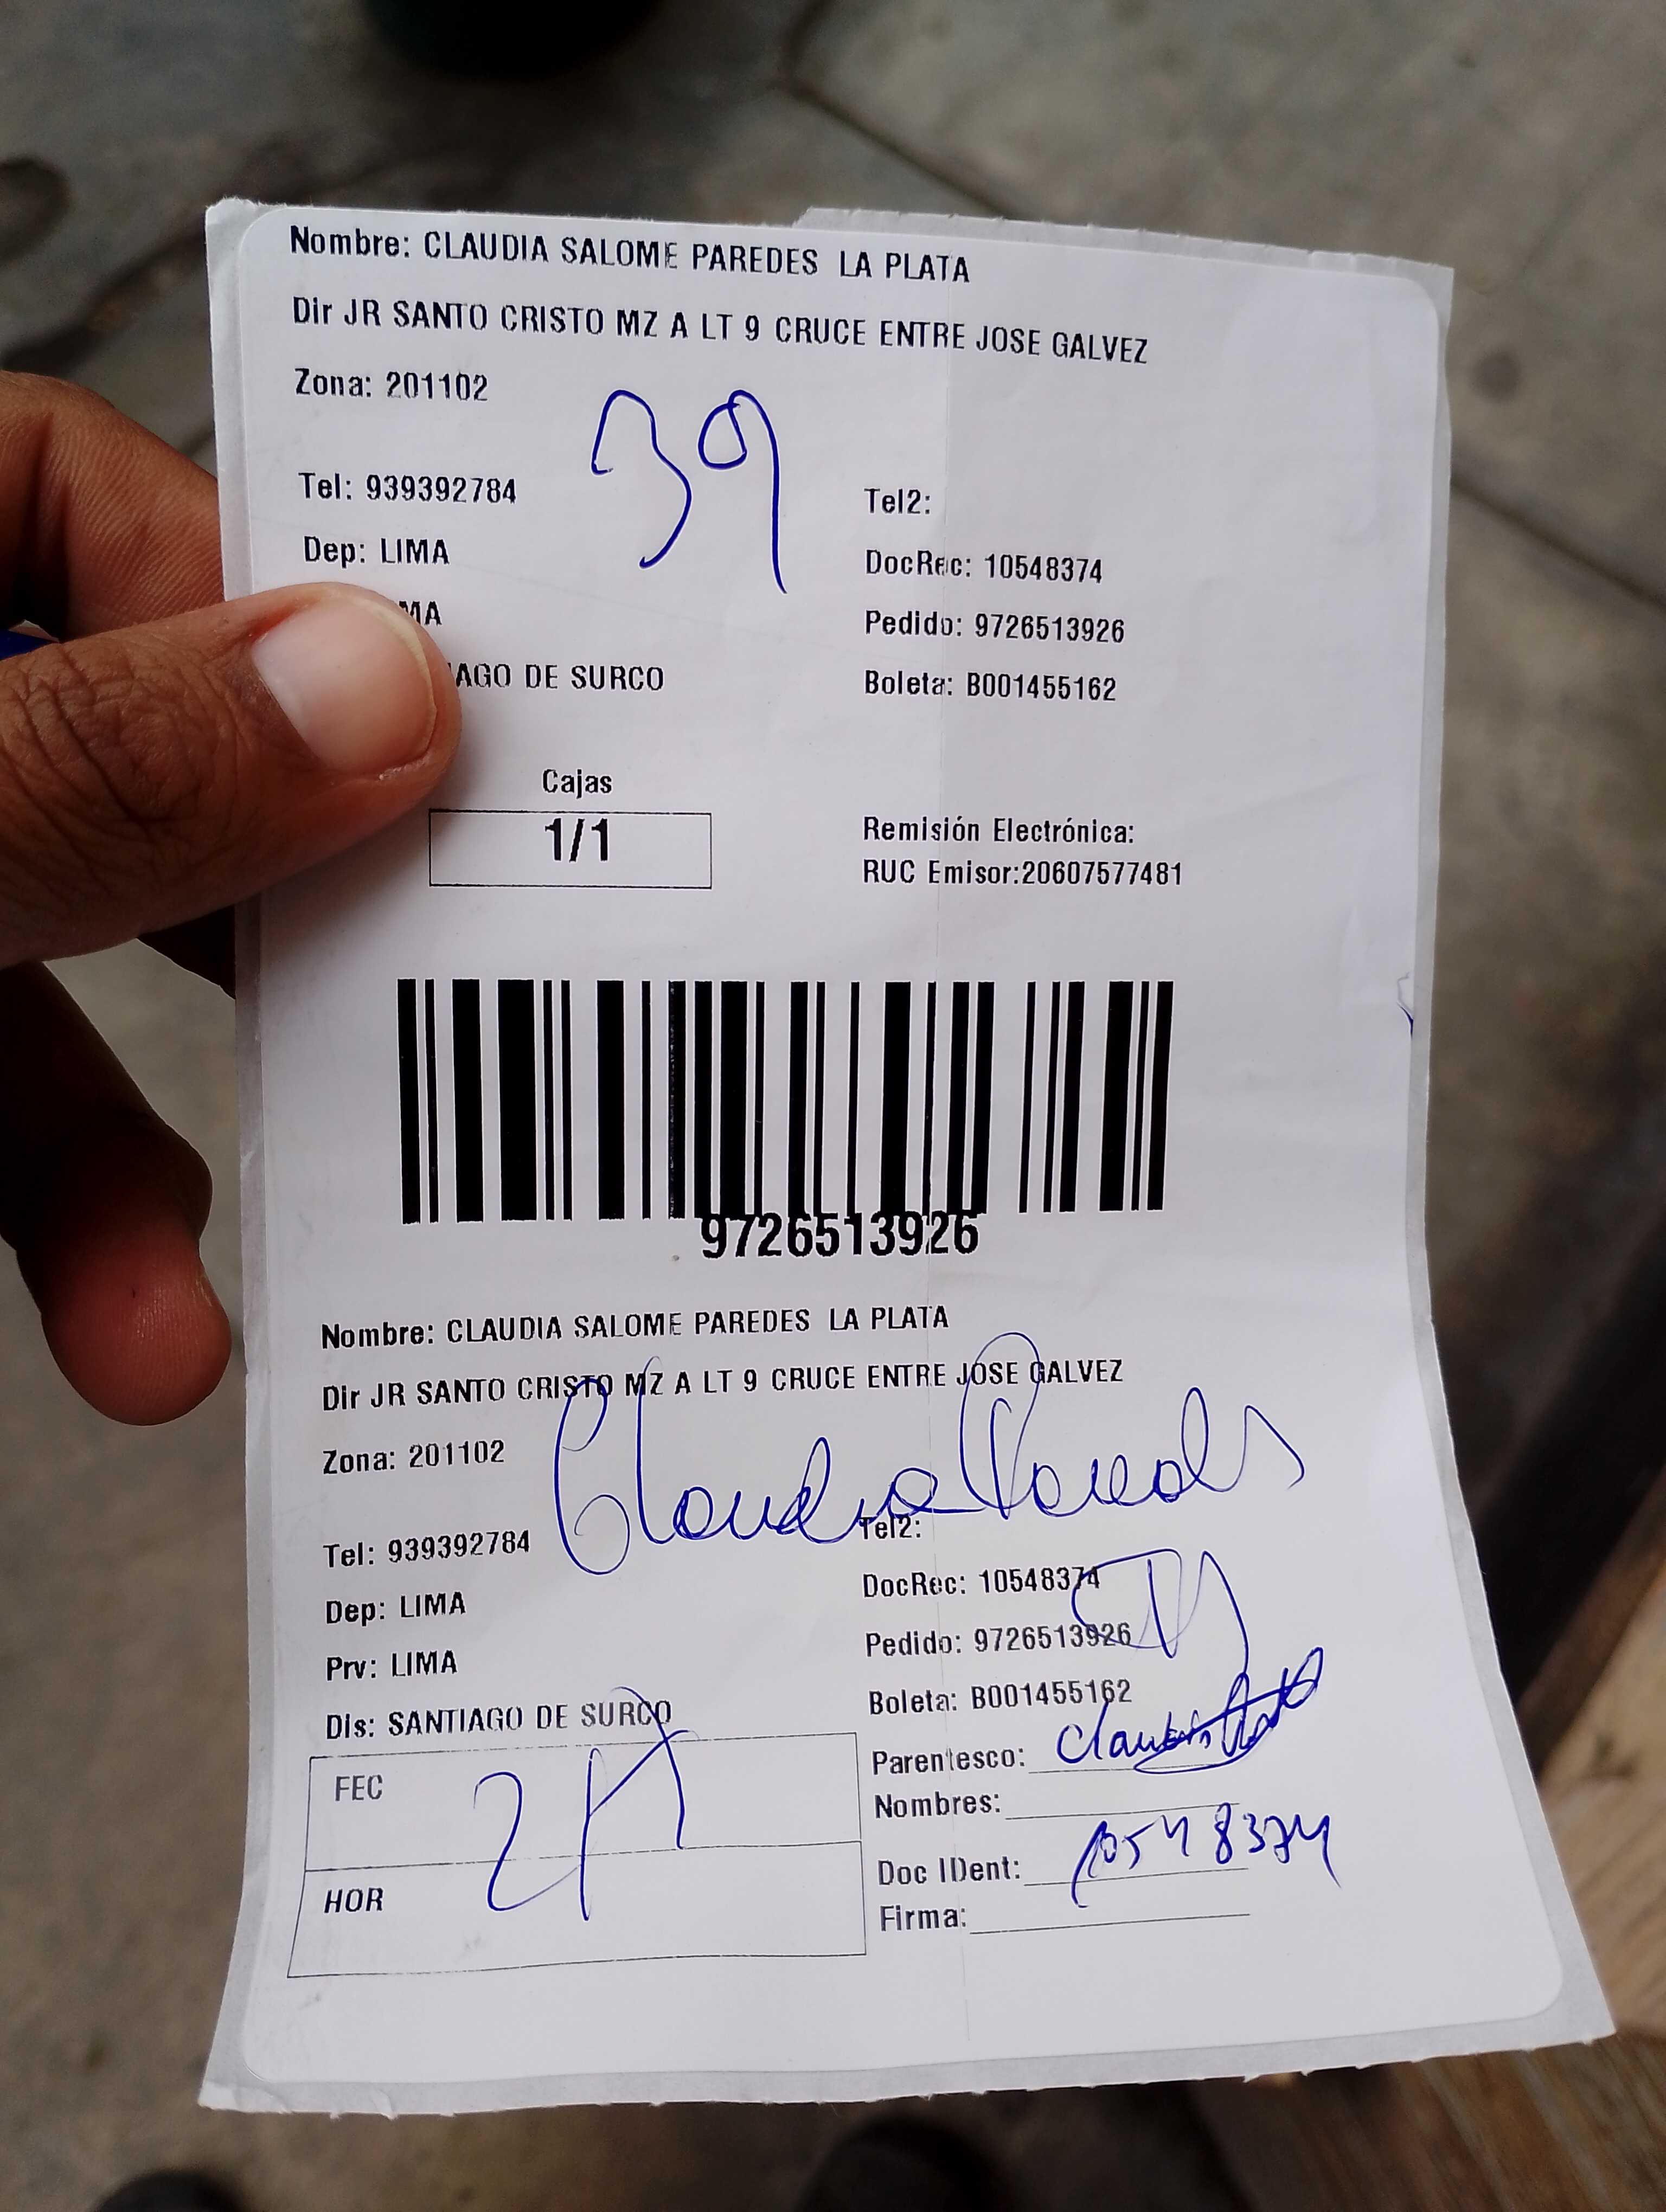 Nombre: CLAUDIA SALOME PAREDES LA PLATA
Dir JR SANTO CRISTO MZ A LT 9 CRUCE ENTRE JOSE GALVEZ
Zona: 201102
39
Tel: 939392784
Tel2:
Dep: LIMA
DocRec: 10548374
MA
Pedido: 9726513926
AGO DE SURCO
Boleta: B001455162
Cajas
1/1
Remisión Electrónica:
RUC Emisor:20607577481
9726513926
Nombre: CLAUDIA SALOME PAREDES LA PLATA
Dir JR SANTO CRISTO MZ A LT 9 CRUCE ENTRE JOSE GALVEZ
Zona: 201102
Claudia Paredes
Tel: 939392784
Tel2:
Dep: LIMA
DocRec: 10548374
Prv: LIMA
Pedido: 9726513926
Dis: SANTIAGO DE SURCO
Boleta: B001455162
FEC
Parentesco:
Nombres:
HOR
Doc IDent: 10548374
Firma: